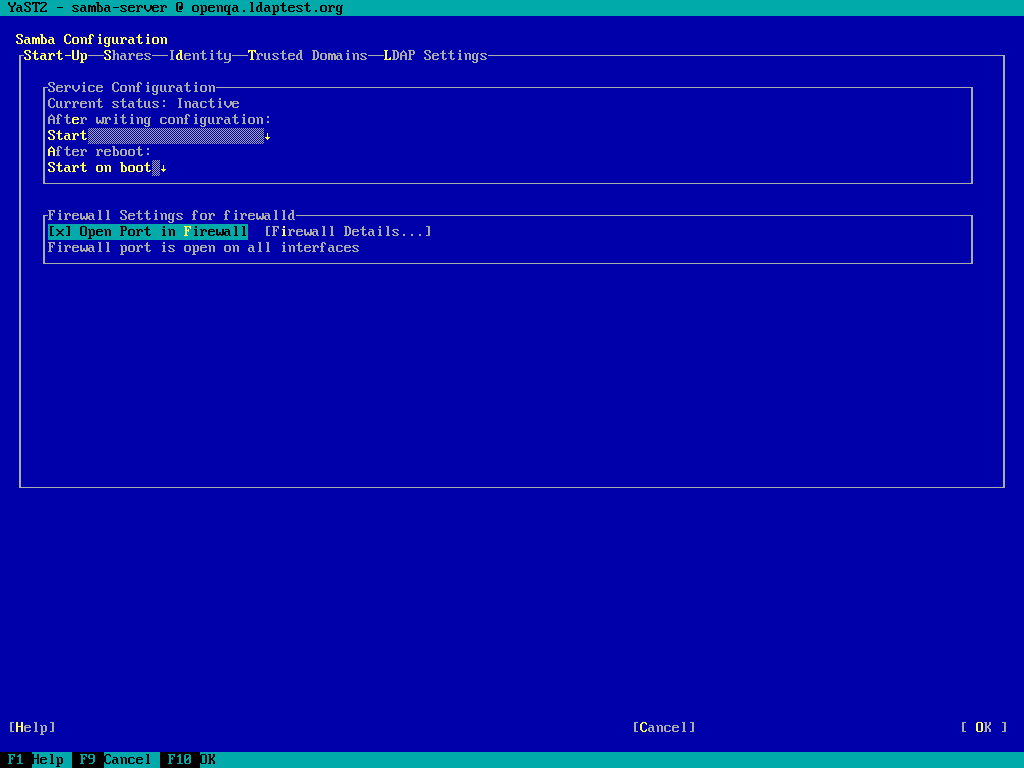 YaST2 - samba-server @ openqa.ldaptest.org
Samba Configuration
Start-Up Shares Identity Trusted Domains LDAP Settings
Service Configuration
Current status: Inactive
After writing configuration:
Start ↓
After reboot:
Start on boot ↓
Firewall Settings for firewalld
[x] Open Port in Firewall [Firewall Details...]
Firewall port is open on all interfaces
[Help] [Cancel] [ OK ]
F1 Help F9 Cancel F10 OK